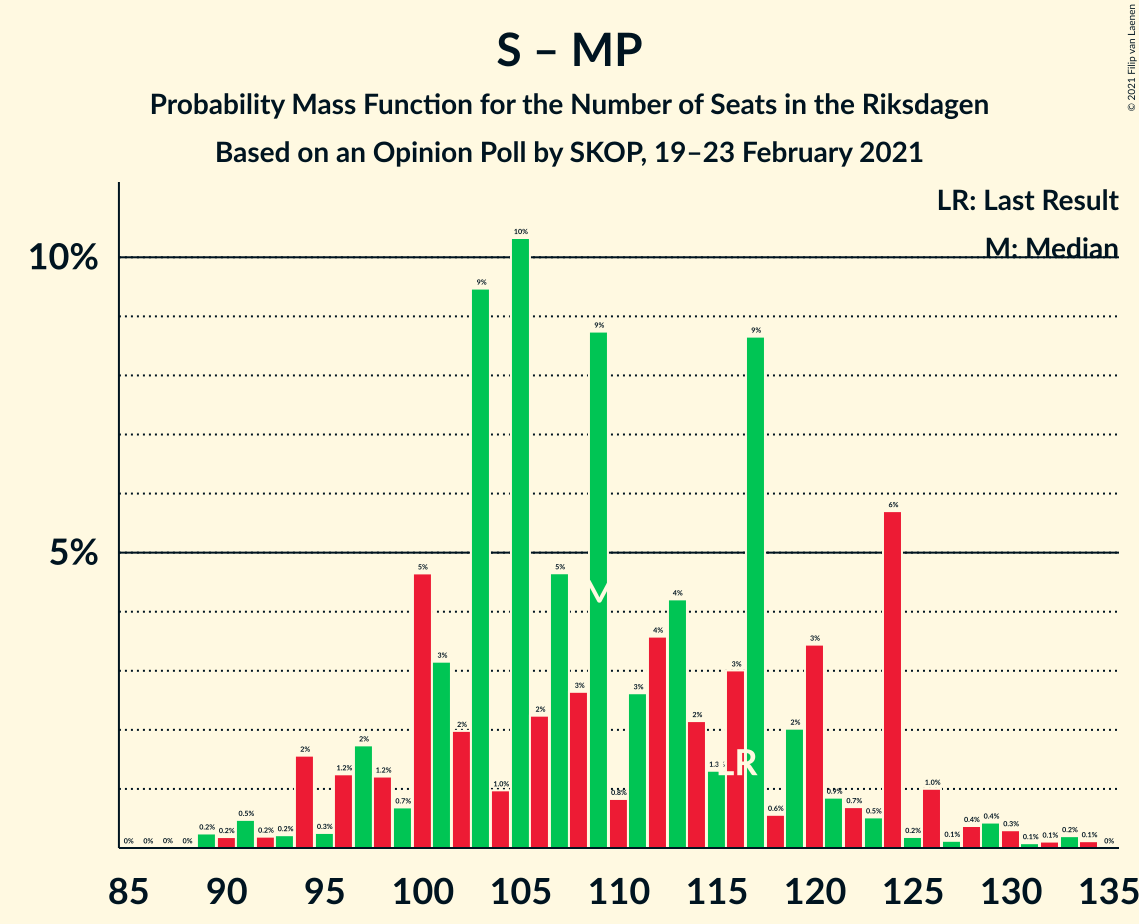 S – MP
Probability Mass Function for the Number of Seats in the Riksdagen
Based on an Opinion Poll by SKOP, 19–23 February 2021
© 2021 Filip van Laenen
LR: Last Result
M: Median
10%
5%
0% 0% 0% 0% 0.2% 0.2% 0.5% 0.2% 0.2% 2% 0.3% 1.2% 2% 1.2% 0.7% 5% 3% 2% 9% 1.0% 10% 2% 5% 3% 9% 0.8% 3% 4% 4% 2% 1.3% 3% 9% 0.6% 2% 3% 0.9% 0.7% 0.5% 6% 0.2% 1.0% 0.1% 0.4% 0.4% 0.3% 0.1% 0.1% 0.2% 0.1% 0%
M
LR
85 90 95 100 105 110 115 120 125 130 135